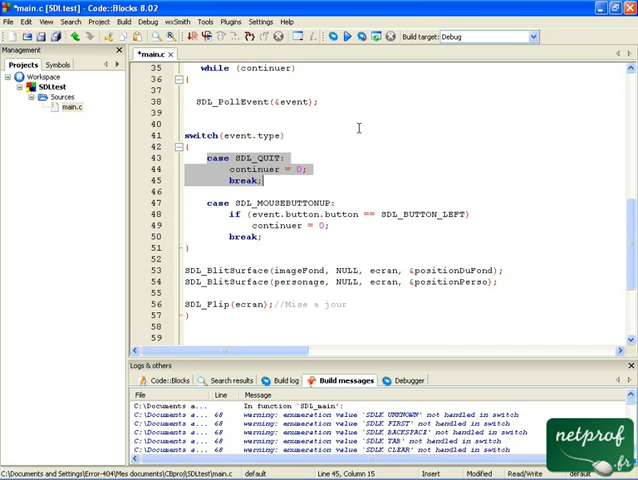 *main.c [SDLtest] - Code::Blocks 8.02
File Edit View Search Project Build Debug wxSmith Tools Plugins Settings Help
Build target: Debug
Management
Projects Symbols
Workspace
SDLtest
Sources
main.c
*main.c
35 while (continuer)
36 {
37
38 SDL_PollEvent(&event);
39
40
41 switch(event.type)
42 {
43 case SDL_QUIT:
44 continuer = 0;
45 break;
46
47 case SDL_MOUSEBUTTONUP:
48 if (event.button.button == SDL_BUTTON_LEFT)
49 continuer = 0;
50 break;
51 }
52
53 SDL_BlitSurface(imageFond, NULL, ecran, &positionDuFond);
54 SDL_BlitSurface(personage, NULL, ecran, &positionPerso);
55
56 SDL_Flip(ecran);//Mise a jour
57 }
58
59
Logs & others
Code::Blocks Search results Build log Build messages Debugger
File Line Message
C:\Documents a... In function `SDL_main':
C:\Documents a... 68 warning: enumeration value 'SDLK_UNKNOWN' not handled in switch
C:\Documents a... 68 warning: enumeration value 'SDLK_FIRST' not handled in switch
C:\Documents a... 68 warning: enumeration value 'SDLK_BACKSPACE' not handled in switch
C:\Documents a... 68 warning: enumeration value 'SDLK_TAB' not handled in switch
C:\Documents a... 68 warning: enumeration value 'SDLK_CLEAR' not handled in switch
netprof
.fr
C:\Documents and Settings\Error-404\Mes documents\CBproj\SDLtest\main.c default Line 45, Column 15 Insert Modified Read/Write default